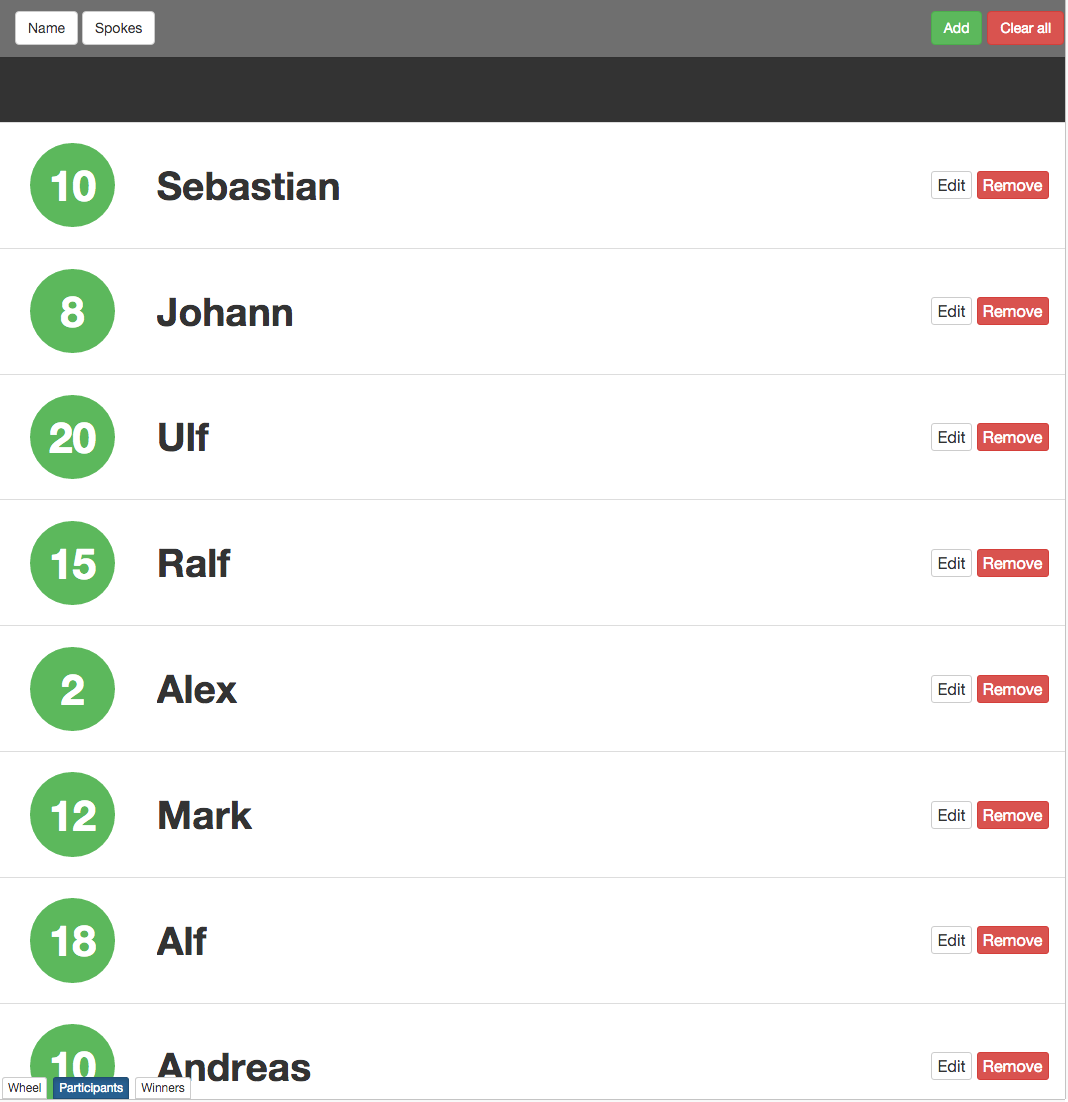 Name Spokes Add Clear all
10 Sebastian Edit Remove
8 Johann Edit Remove
20 Ulf Edit Remove
15 Ralf Edit Remove
2 Alex Edit Remove
12 Mark Edit Remove
18 Alf Edit Remove
10 Andreas Edit Remove
Wheel Participants Winners